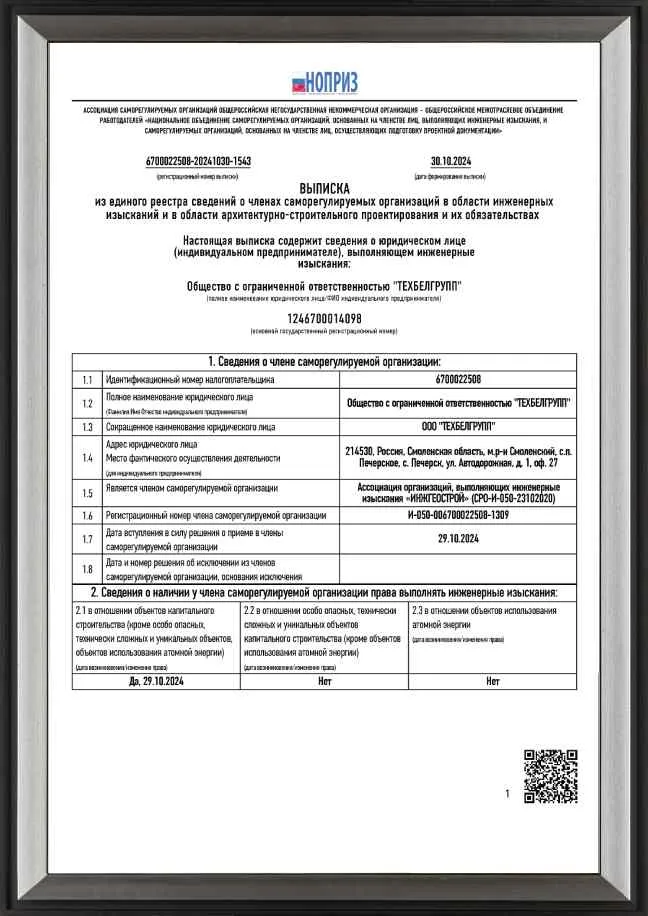 НОПРИЗ
АССОЦИАЦИЯ САМОРЕГУЛИРУЕМЫХ ОРГАНИЗАЦИЙ ОБЩЕРОССИЙСКАЯ НЕГОСУДАРСТВЕННАЯ НЕКОММЕРЧЕСКАЯ ОРГАНИЗАЦИЯ – ОБЩЕРОССИЙСКОЕ МЕЖОТРАСЛЕВОЕ ОБЪЕДИНЕНИЕ
РАБОТОДАТЕЛЕЙ «НАЦИОНАЛЬНОЕ ОБЪЕДИНЕНИЕ САМОРЕГУЛИРУЕМЫХ ОРГАНИЗАЦИЙ, ОСНОВАННЫХ НА ЧЛЕНСТВЕ ЛИЦ, ВЫПОЛНЯЮЩИХ ИНЖЕНЕРНЫЕ ИЗЫСКАНИЯ, И
САМОРЕГУЛИРУЕМЫХ ОРГАНИЗАЦИЙ, ОСНОВАННЫХ НА ЧЛЕНСТВЕ ЛИЦ, ОСУЩЕСТВЛЯЮЩИХ ПОДГОТОВКУ ПРОЕКТНОЙ ДОКУМЕНТАЦИИ»
6700022508-20241030-1543 30.10.2024
(регистрационный номер выписки) (дата формирования выписки)
ВЫПИСКА
из единого реестра сведений о членах саморегулируемых организаций в области инженерных
изысканий и в области архитектурно-строительного проектирования и их обязательствах
Настоящая выписка содержит сведения о юридическом лице
(индивидуальном предпринимателе), выполняющем инженерные
изыскания:
Общество с ограниченной ответственностью "ТЕХБЕЛГРУПП"
(полное наименование юридического лица/ФИО индивидуального предпринимателя)
1246700014098
(основной государственный регистрационный номер)
1. Сведения о члене саморегулируемой организации:
1.1 Идентификационный номер налогоплательщика 6700022508
1.2 Полное наименование юридического лица
(Фамилия Имя Отчество индивидуального предпринимателя)
Общество с ограниченной ответственностью "ТЕХБЕЛГРУПП"
1.3 Сокращенное наименование юридического лица ООО "ТЕХБЕЛГРУПП"
1.4 Адрес юридического лица
Место фактического осуществления деятельности
(для индивидуального предпринимателя)
214530, Россия, Смоленская область, м.р-н Смоленский, с.п.
Печерское, с. Печерск, ул. Автодорожная, д. 1, оф. 27
1.5 Является членом саморегулируемой организации
Ассоциация организаций, выполняющих инженерные
изыскания «ИНЖГЕОСТРОЙ» (СРО-И-050-23102020)
1.6 Регистрационный номер члена саморегулируемой организации И-050-006700022508-1309
1.7 Дата вступления в силу решения о приеме в члены
саморегулируемой организации
29.10.2024
1.8 Дата и номер решения об исключении из членов
саморегулируемой организации, основания исключения
2. Сведения о наличии у члена саморегулируемой организации права выполнять инженерные изыскания:
2.1 в отношении объектов капитального
строительства (кроме особо опасных,
технически сложных и уникальных объектов,
объектов использования атомной энергии)
(дата возникновения/изменения права)
2.2 в отношении особо опасных, технически
сложных и уникальных объектов
капитального строительства (кроме объектов
использования атомной энергии)
(дата возникновения/изменения права)
2.3 в отношении объектов использования
атомной энергии
(дата возникновения/изменения права)
Да, 29.10.2024 Нет Нет
1